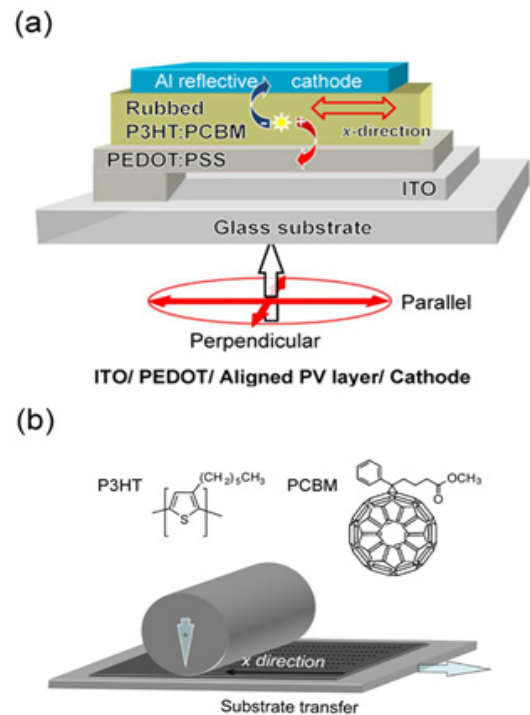 (a)
Al reflective cathode
Rubbed
P3HT:PCBM
- +
x-direction
PEDOT:PSS
ITO
Glass substrate
Parallel
Perpendicular
ITO/ PEDOT/ Aligned PV layer/ Cathode
(b)
P3HT
(CH2)5CH3
S
PCBM
OCH3
O
x direction
Substrate transfer